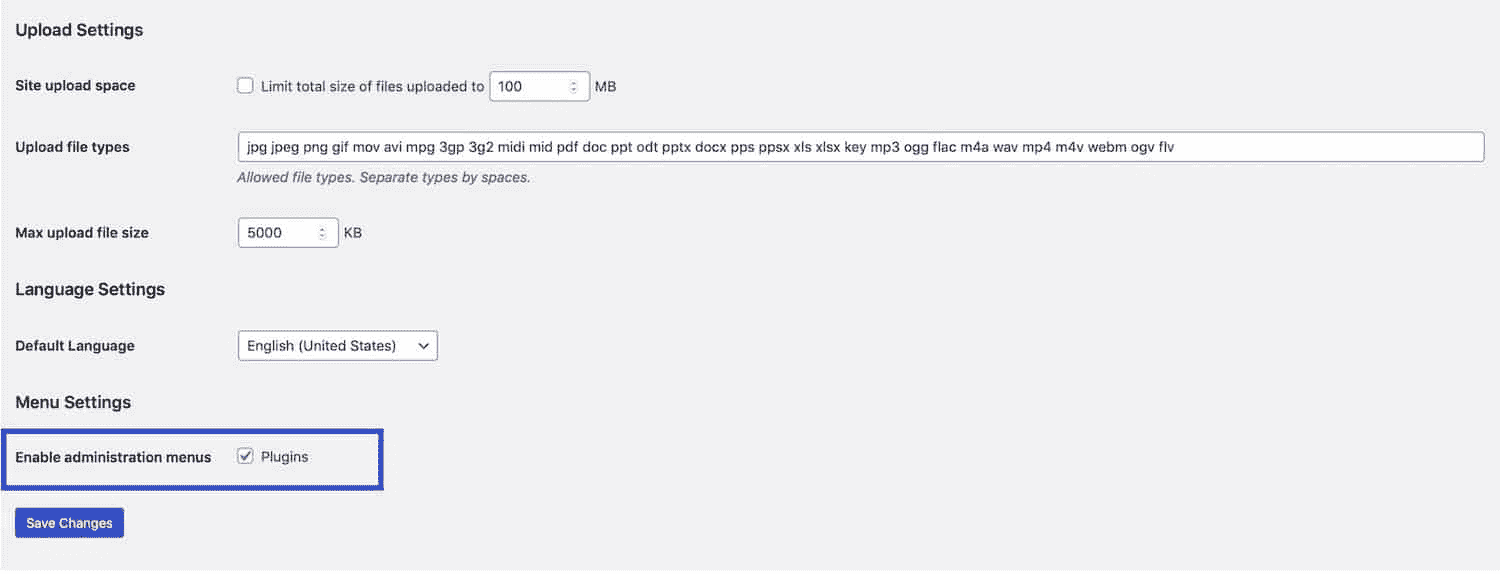 Upload Settings
Site upload space Limit total size of files uploaded to 100 MB
Upload file types jpg jpeg png gif mov avi mpg 3gp 3g2 midi mid pdf doc ppt odt pptx docx pps ppsx xls xlsx key mp3 ogg flac m4a wav mp4 m4v webm ogv flv
Allowed file types. Separate types by spaces.
Max upload file size 5000 KB
Language Settings
Default Language English (United States)
Menu Settings
Enable administration menus Plugins
Save Changes